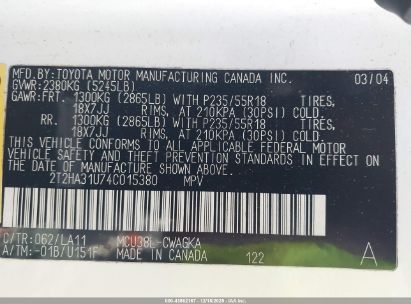 MFD.BY:TOYOTA MOTOR MANUFACTURING CANADA INC. 03/04
GVWR:2380KG (5245LB)
GAWR:FRT. 1300KG (2865LB) WITH P235/55R18 TIRES,
18X7JJ RIMS, AT 210KPA (30PSI) COLD.
RR. 1300KG (2865LB) WITH P235/55R18 TIRES,
18X7JJ RIMS, AT 210KPA (30PSI) COLD.
THIS VEHICLE CONFORMS TO ALL APPLICABLE FEDERAL MOTOR
VEHICLE SAFETY STANDARDS IN EFFECT ON THE DATE OF
MANUFACTURE SHOWN ABOVE.
2T2HA31U74C015380 MPV
C/TR:062/LA11 MCU38L-CWAGKA
A/TM:-01B/U151F MADE IN CANADA 122 A